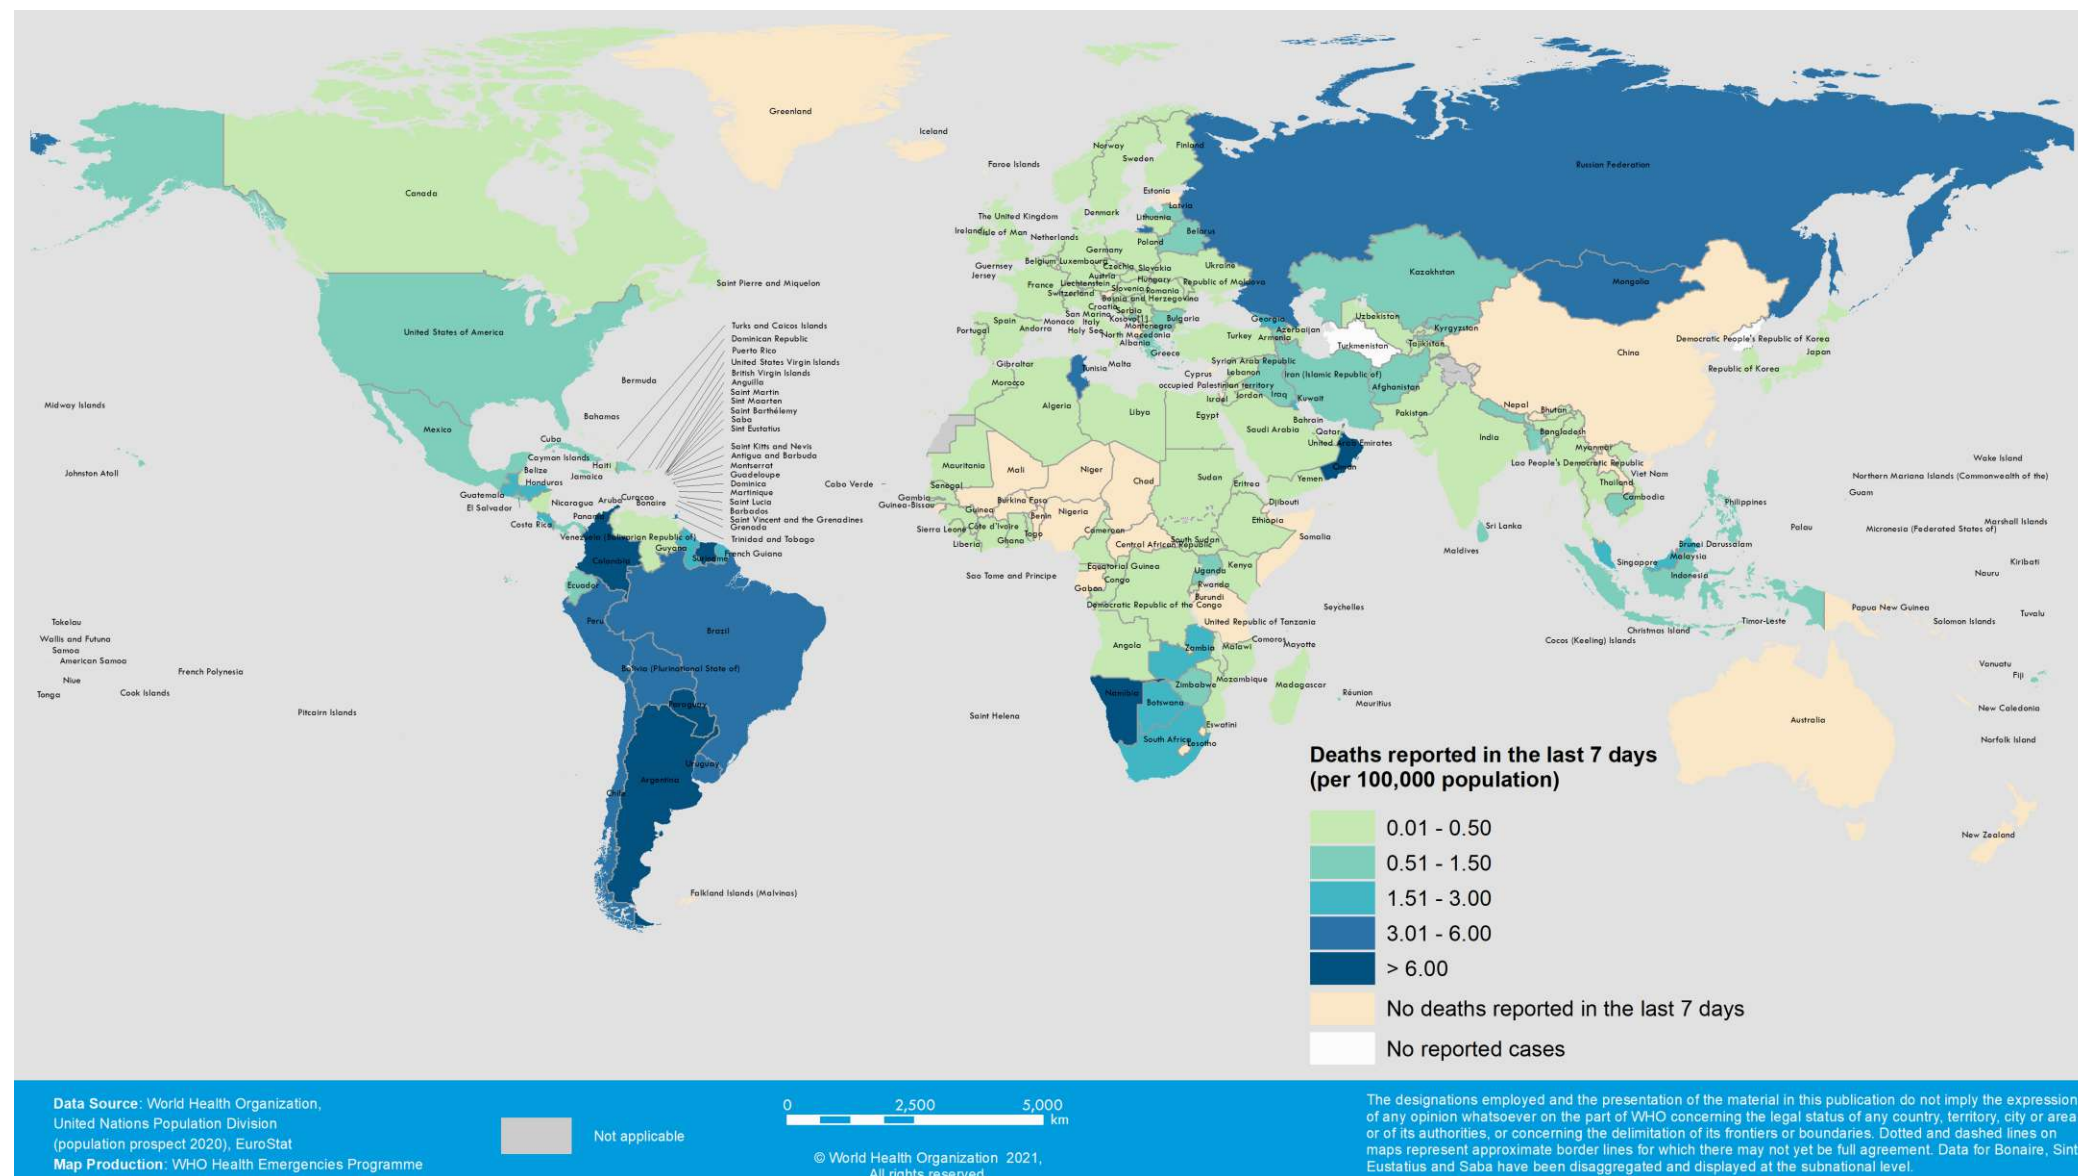 Greenland
Iceland
Faroe Islands
Norway
Sweden
Finland
Russian Federation
Canada
Estonia
Latvia
Lithuania
Denmark
The United Kingdom
Ireland
Isle of Man
Netherlands
Poland
Belarus
Germany
Guernsey
Jersey
Belgium
Luxembourg
Czechia
Slovakia
Ukraine
Austria
Hungary
France
Liechtenstein
Switzerland
Slovenia
Romania
Republic of Moldova
Bosnia and Herzegovina
Croatia
Serbia
San Marino
Spain
Monaco
Italy
Kosovo[1]
Bulgaria
Portugal
Andorra
Holy See
Montenegro
North Macedonia
Albania
Greece
Turkey
Georgia
Armenia
Azerbaijan
Kazakhstan
Mongolia
Uzbekistan
Kyrgyzstan
Turkmenistan
Tajikistan
China
Democratic People's Republic of Korea
Japan
Republic of Korea
Saint Pierre and Miquelon
United States of America
Turks and Caicos Islands
Dominican Republic
Puerto Rico
United States Virgin Islands
British Virgin Islands
Anguilla
Saint Martin
Sint Maarten
Saint Barthélemy
Saba
Sint Eustatius
Saint Kitts and Nevis
Antigua and Barbuda
Montserrat
Guadeloupe
Dominica
Martinique
Saint Lucia
Barbados
Saint Vincent and the Grenadines
Grenada
Trinidad and Tobago
Bermuda
Bahamas
Midway Islands
Johnston Atoll
Mexico
Cuba
Cayman Islands
Haiti
Belize
Jamaica
Honduras
Guatemala
El Salvador
Nicaragua
Aruba
Curaçao
Bonaire
Costa Rica
Panama
Venezuela (Bolivarian Republic of)
Guyana
Suriname
French Guiana
Colombia
Ecuador
Peru
Brazil
Bolivia (Plurinational State of)
Paraguay
Uruguay
Argentina
Chile
Falkland Islands (Malvinas)
Tokelau
Wallis and Futuna
Samoa
American Samoa
Niue
Tonga
Cook Islands
French Polynesia
Pitcairn Islands
Gibraltar
Morocco
Tunisia
Malta
Cyprus
Syrian Arab Republic
Lebanon
occupied Palestinian territory
Israel
Jordan
Iraq
Iran (Islamic Republic of)
Kuwait
Afghanistan
Algeria
Libya
Egypt
Saudi Arabia
Bahrain
Qatar
United Arab Emirates
Oman
Yemen
Pakistan
Nepal
Bhutan
India
Bangladesh
Myanmar
Lao People's Democratic Republic
Viet Nam
Thailand
Cambodia
Philippines
Sri Lanka
Maldives
Brunei Darussalam
Malaysia
Singapore
Indonesia
Palau
Wake Island
Northern Mariana Islands (Commonwealth of the)
Guam
Marshall Islands
Micronesia (Federated States of)
Kiribati
Nauru
Papua New Guinea
Solomon Islands
Tuvalu
Timor-Leste
Christmas Island
Cocos (Keeling) Islands
Vanuatu
Fiji
New Caledonia
Norfolk Island
Australia
New Zealand
Cabo Verde
Mauritania
Mali
Niger
Chad
Sudan
Eritrea
Djibouti
Senegal
Gambia
Guinea-Bissau
Guinea
Burkina Faso
Benin
Nigeria
Sierra Leone
Côte d'Ivoire
Liberia
Ghana
Togo
Cameroon
Central African Republic
South Sudan
Ethiopia
Somalia
Sao Tome and Principe
Equatorial Guinea
Gabon
Congo
Uganda
Kenya
Rwanda
Burundi
Democratic Republic of the Congo
Seychelles
United Republic of Tanzania
Angola
Zambia
Malawi
Comoros
Mayotte
Mozambique
Madagascar
Zimbabwe
Réunion
Mauritius
Namibia
Botswana
Saint Helena
South Africa
Eswatini
Lesotho
Deaths reported in the last 7 days
(per 100,000 population)
0.01 - 0.50
0.51 - 1.50
1.51 - 3.00
3.01 - 6.00
> 6.00
No deaths reported in the last 7 days
No reported cases
Data Source: World Health Organization,
United Nations Population Division
(population prospect 2020), EuroStat
Map Production: WHO Health Emergencies Programme
Not applicable
0 2,500 5,000
km
© World Health Organization 2021,
All rights reserved
The designations employed and the presentation of the material in this publication do not imply the expression
of any opinion whatsoever on the part of WHO concerning the legal status of any country, territory, city or area
or of its authorities, or concerning the delimitation of its frontiers or boundaries. Dotted and dashed lines on
maps represent approximate border lines for which there may not yet be full agreement. Data for Bonaire, Sint
Eustatius and Saba have been disaggregated and displayed at the subnational level.